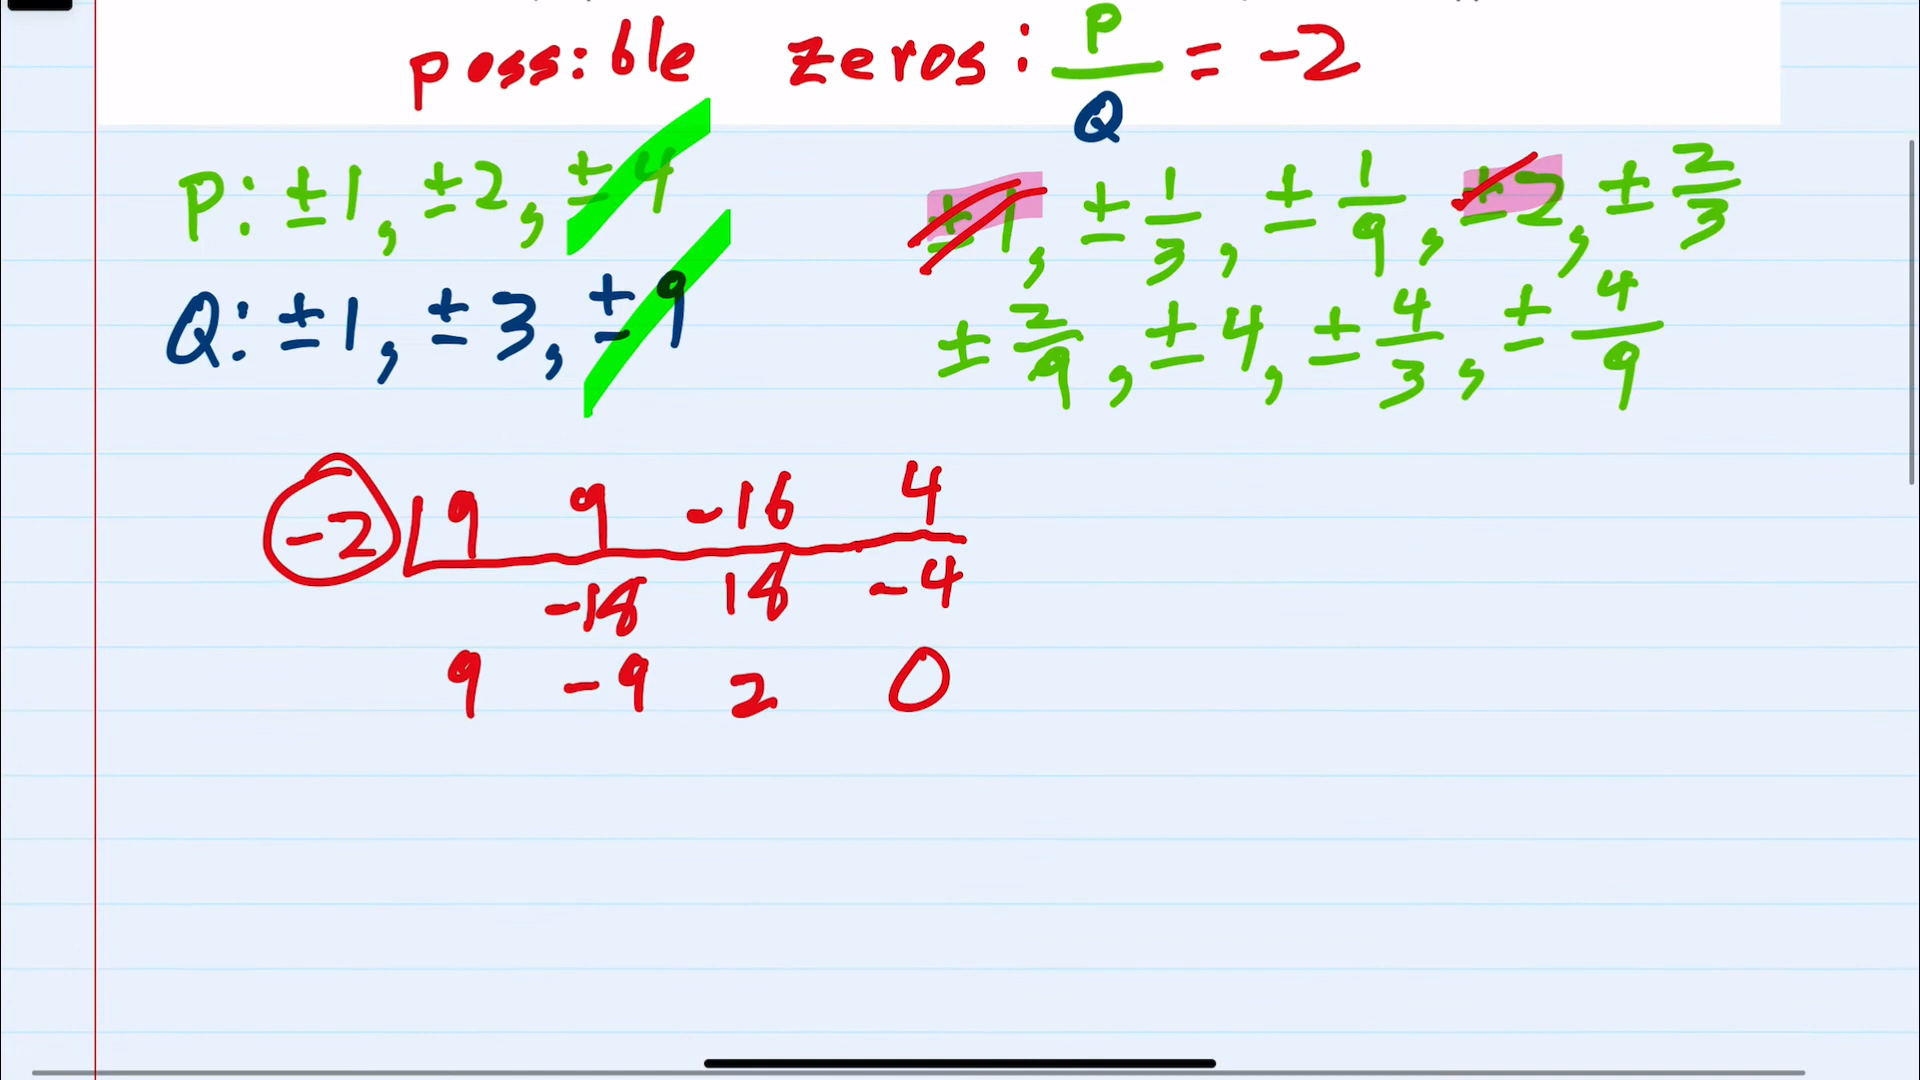 possible zeros: P/Q = -2
P: ±1, ±2, ±4
Q: ±1, ±3, ±9
±1, ±1/3, ±1/9, ±2, ±2/3
±2/9, ±4, ±4/3, ±4/9
-2 | 9 9 -16 4
-18 18 -4
9 -9 2 0